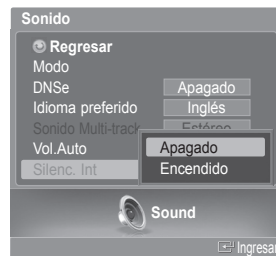 Sonido
Regresar
Modo
DNSe Apagado
Idioma preferido Inglés
Sonido Multi-track Estéreo
Vol.Auto Apagado
Silenc. Int Encendido
Sound
Ingresar